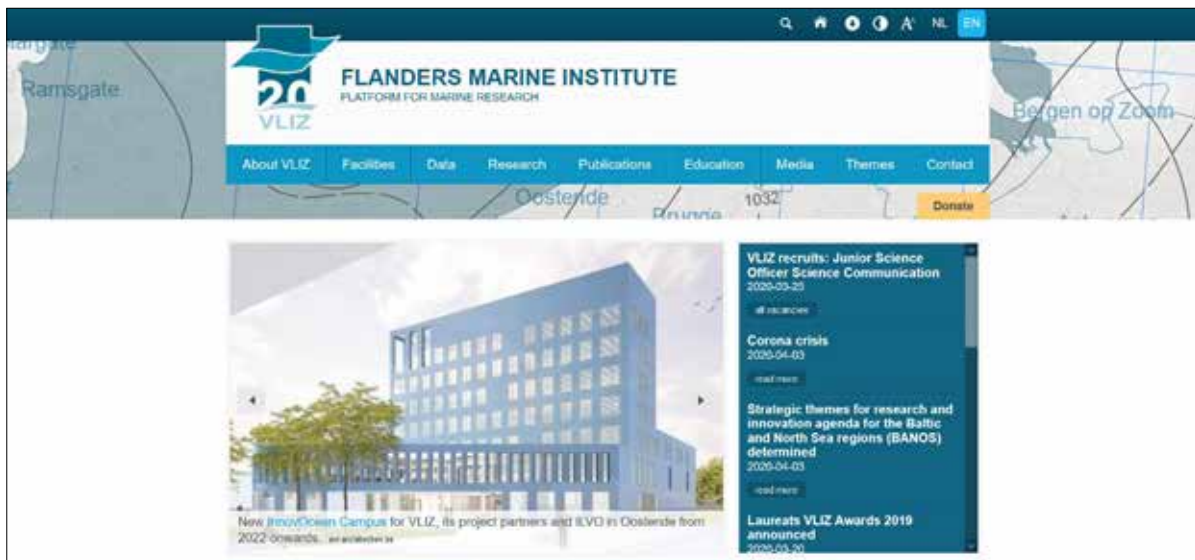 NL EN
Ramsgate
20
VLIZ
FLANDERS MARINE INSTITUTE
PLATFORM FOR MARINE RESEARCH
Bergen op Zoom
About VLIZ Facilities Data Research Publications Education Media Themes Contact
Oostende
Brugge
1032
Donate
VLIZ recruits: Junior Science
Officer Science Communication
2020-03-25
all vacancies
Corona crisis
2020-04-03
read more
Strategic themes for research and
innovation agenda for the Baltic
and North Sea regions (BANOS)
determined
2020-04-03
read more
Laureats VLIZ Awards 2019
announced
2020-03-20
New InnovOcean Campus for VLIZ, its project partners and ILVO in Oostende from
2022 onwards.